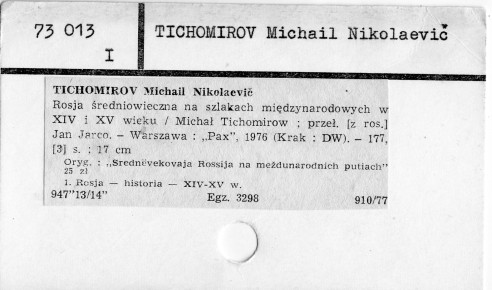 73 013
I
TICHOMIROV Michail Nikolaevič
TICHOMIROV Michail Nikolaevič
Rosja średniowieczna na szlakach międzynarodowych w
XIV i XV wieku / Michał Tichomirow ; przeł. [z ros.]
Jan Jarco. – Warszawa : „Pax", 1976 (Krak : DW). – 177,
[3] s. ; 17 cm
Oryg. : „Srednevekovaja Rossija na meždunarodnich putiach"
25 zł
1. Rosja — historia — XIV-XV w.
947"13/14" Egz. 3298 910/77